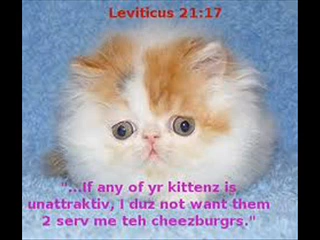 Leviticus 21:17
"...If any of yr kittenz is
unattraktiv, I duz not want them
2 serv me teh cheezburgrs."